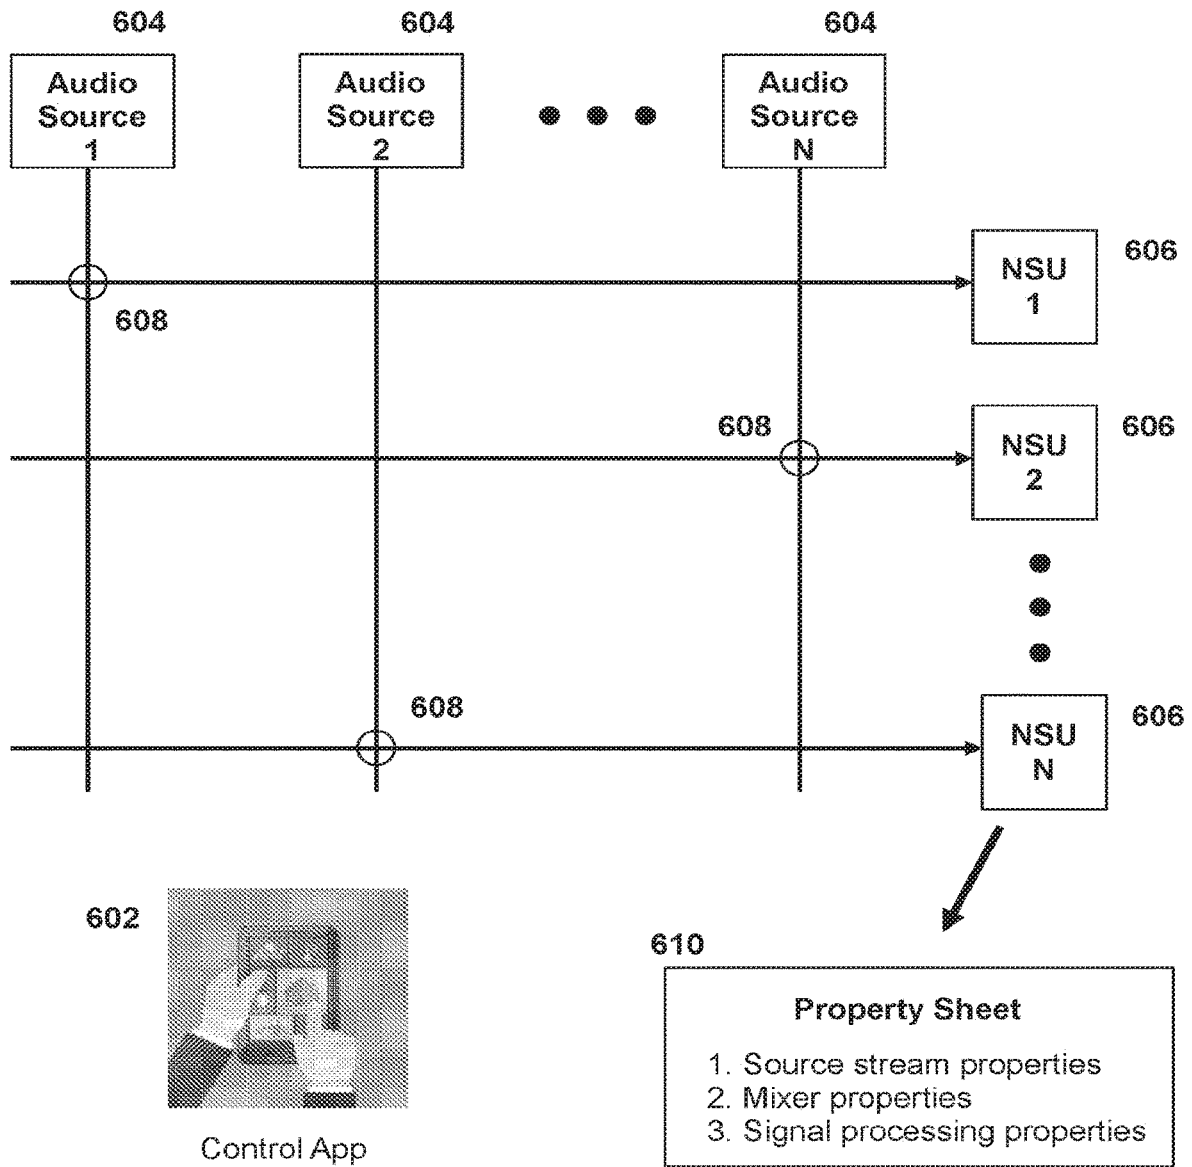 604
604
604
Audio
Source
1
Audio
Source
2
Audio
Source
N
606
NSU
1
608
608
606
NSU
2
608
606
NSU
N
602
Control App
610
Property Sheet
1. Source stream properties
2. Mixer properties
3. Signal processing properties